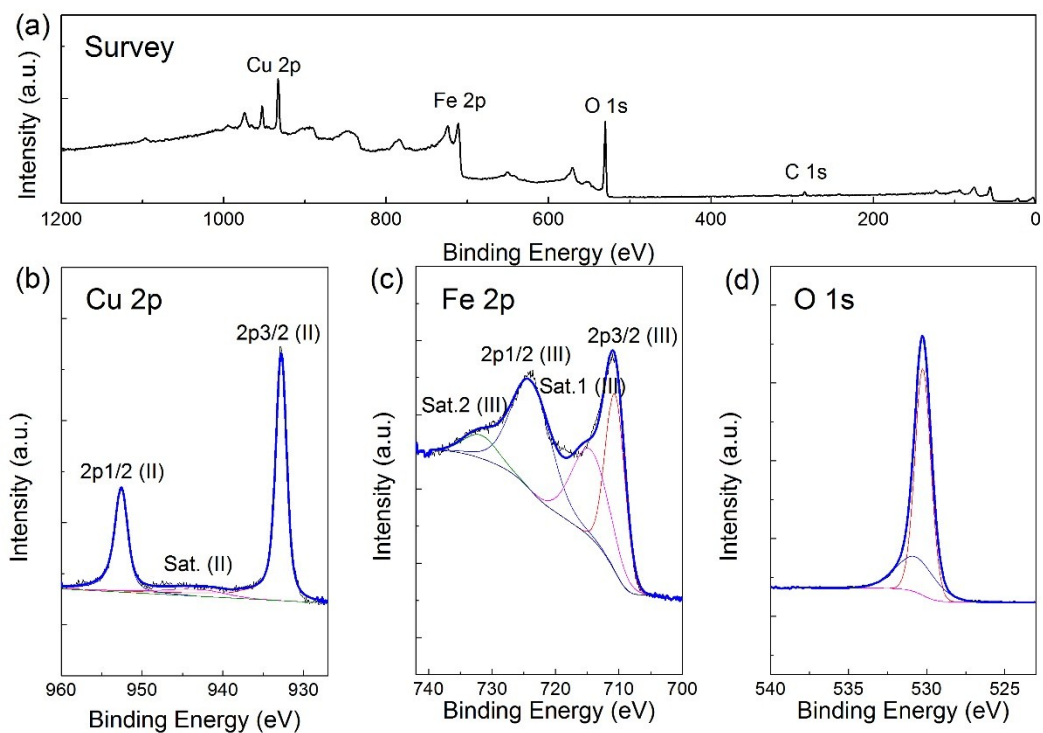 (a)
Survey
Cu 2p
Fe 2p
O 1s
C 1s
Intensity (a.u.)
1200 1000 800 600 400 200 0
Binding Energy (eV)
(b)
Cu 2p
2p3/2 (II)
2p1/2 (II)
Sat. (II)
Intensity (a.u.)
960 950 940 930
Binding Energy (eV)
(c)
Fe 2p
2p3/2 (III)
2p1/2 (III)
Sat.1 (III)
Sat.2 (III)
Intensity (a.u.)
740 730 720 710 700
Binding Energy (eV)
(d)
O 1s
Intensity (a.u.)
540 535 530 525
Binding Energy (eV)